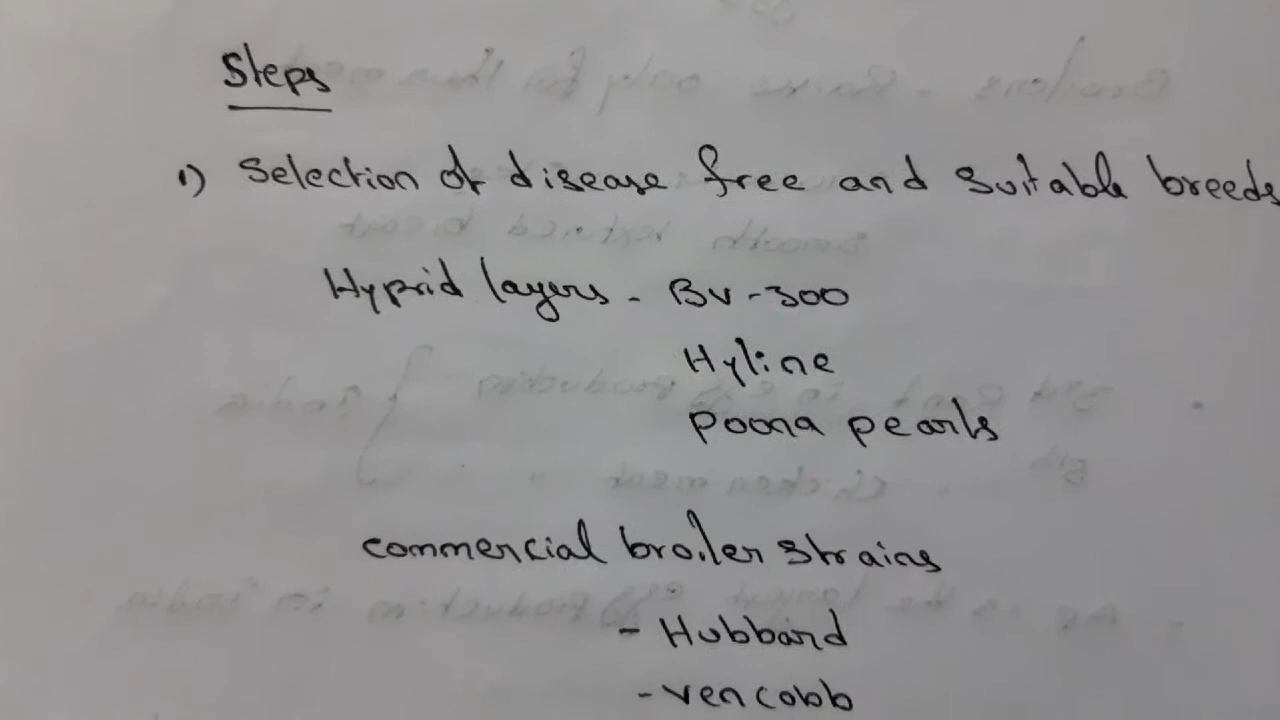 Steps
1) Selection of disease free and suitable breeds
Hyprid layers - BV-300
Hyline
Poona pearls
commercial broiler strains
- Hubbard
- Vencobb